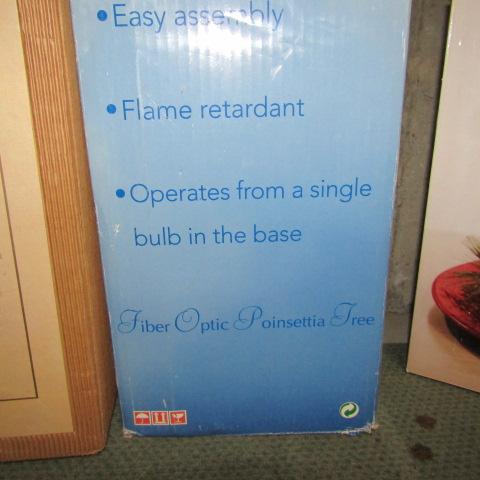 • Easy assembly
• Flame retardant
• Operates from a single
bulb in the base
Fiber Optic Poinsettia Tree